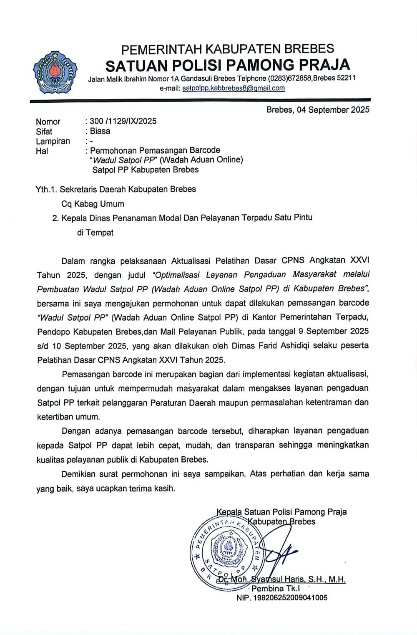 PEMERINTAH KABUPATEN BREBES
SATUAN POLISI PAMONG PRAJA
Jalan Malik Ibrahim Nomor 1A Gandasuli Brebes Telphone (0283)672858,Brebes 52211
e-mail: satpolpp.kabbrebes8@gmail.com
Brebes, 04 September 2025
Nomor : 300 /1129/IX/2025
Sifat : Biasa
Lampiran : -
Hal : Permohonan Pemasangan Barcode
"Wadul Satpol PP" (Wadah Aduan Online)
Satpol PP Kabupaten Brebes
Yth.1. Sekretaris Daerah Kabupaten Brebes
Cq Kabag Umum
2. Kepala Dinas Penanaman Modal Dan Pelayanan Terpadu Satu Pintu
di Tempat
Dalam rangka pelaksanaan Aktualisasi Pelatihan Dasar CPNS Angkatan XXVI
Tahun 2025, dengan judul "Optimalisasi Layanan Pengaduan Masyarakat melalui
Pembuatan Wadul Satpol PP (Wadah Aduan Online Satpol PP) di Kabupaten Brebes",
bersama ini saya mengajukan permohonan untuk dapat dilakukan pemasangan barcode
"Wadul Satpol PP" (Wadah Aduan Online Satpol PP) di Kantor Pemerintahan Terpadu,
Pendopo Kabupaten Brebes,dan Mall Pelayanan Publik, pada tanggal 9 September 2025
s/d 10 September 2025, yang akan dilakukan oleh Dimas Farid Ashidiqi selaku peserta
Pelatihan Dasar CPNS Angkatan XXVI Tahun 2025.
Pemasangan barcode ini merupakan bagian dari implementasi kegiatan aktualisasi,
dengan tujuan untuk mempermudah masyarakat dalam mengakses layanan pengaduan
Satpol PP terkait pelanggaran Peraturan Daerah maupun permasalahan ketentraman dan
ketertiban umum.
Dengan adanya pemasangan barcode tersebut, diharapkan layanan pengaduan
kepada Satpol PP dapat lebih cepat, mudah, dan transparan sehingga meningkatkan
kualitas pelayanan publik di Kabupaten Brebes.
Demikian surat permohonan ini saya sampaikan. Atas perhatian dan kerja sama
yang baik, saya ucapkan terima kasih.
Kepala Satuan Polisi Pamong Praja
Kabupaten Brebes
PEMERINTAH KABUPATEN
SATPOL PP
Dr. Moh. Syamsul Haris, S.H., M.H.
Pembina Tk.I
NIP. 198206252009041005